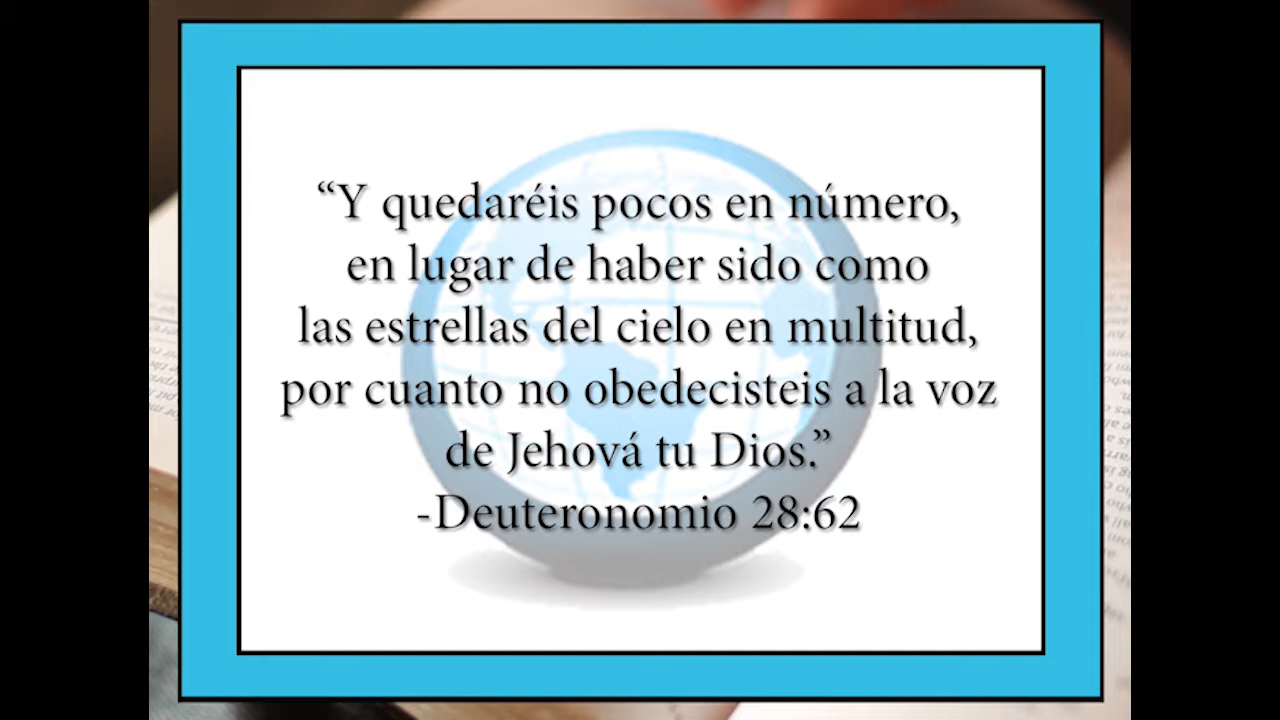 “Y quedaréis pocos en número,
en lugar de haber sido como
las estrellas del cielo en multitud,
por cuanto no obedecisteis a la voz
de Jehová tu Dios.”
-Deuteronomio 28:62